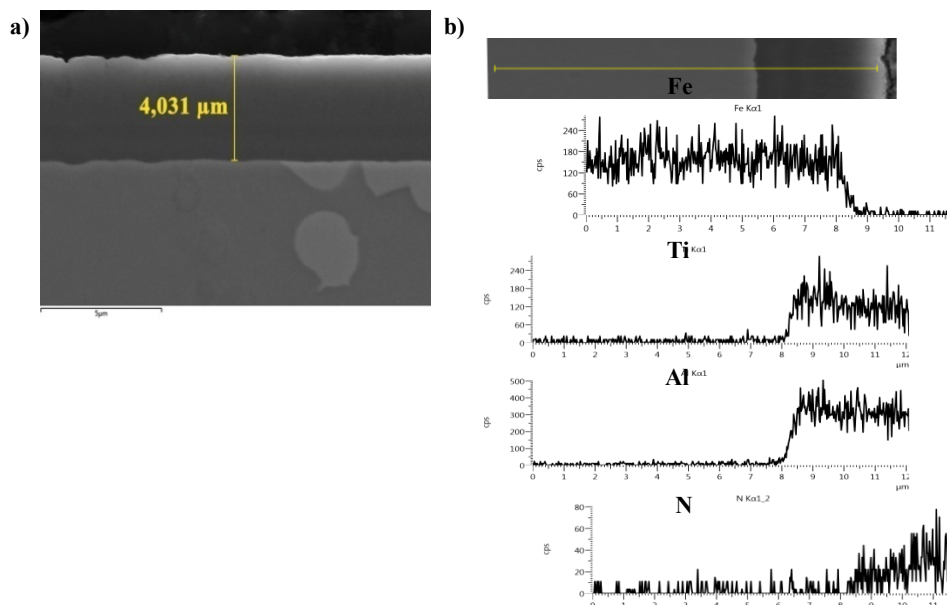 a)
4,031 µm
5µm
b)
Fe
Fe Kα1
cps
240
180
120
60
0
0 1 2 3 4 5 6 7 8 9 10 11
Ti
Kα1
cps
240
180
120
60
0
0 1 2 3 4 5 6 7 8 9 10 12
µm
Al
Kα1
cps
500
400
300
200
100
0
0 1 2 3 4 5 6 7 8 9 10 11 12
µm
N
N Kα1_2
cps
80
60
40
20
0
0 1 2 3 4 5 6 7 8 9 10 11